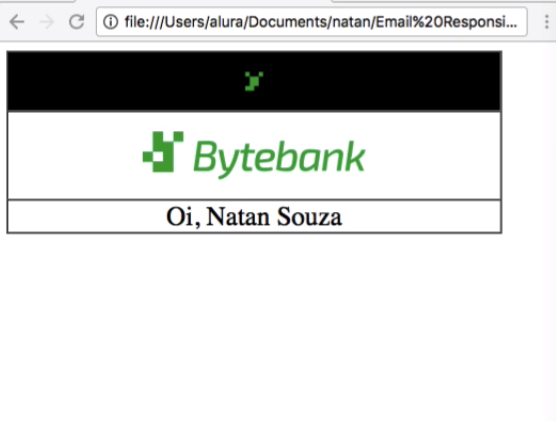 file:///Users/alura/Documents/natan/Email%20Responsi...
Bytebank
Oi, Natan Souza